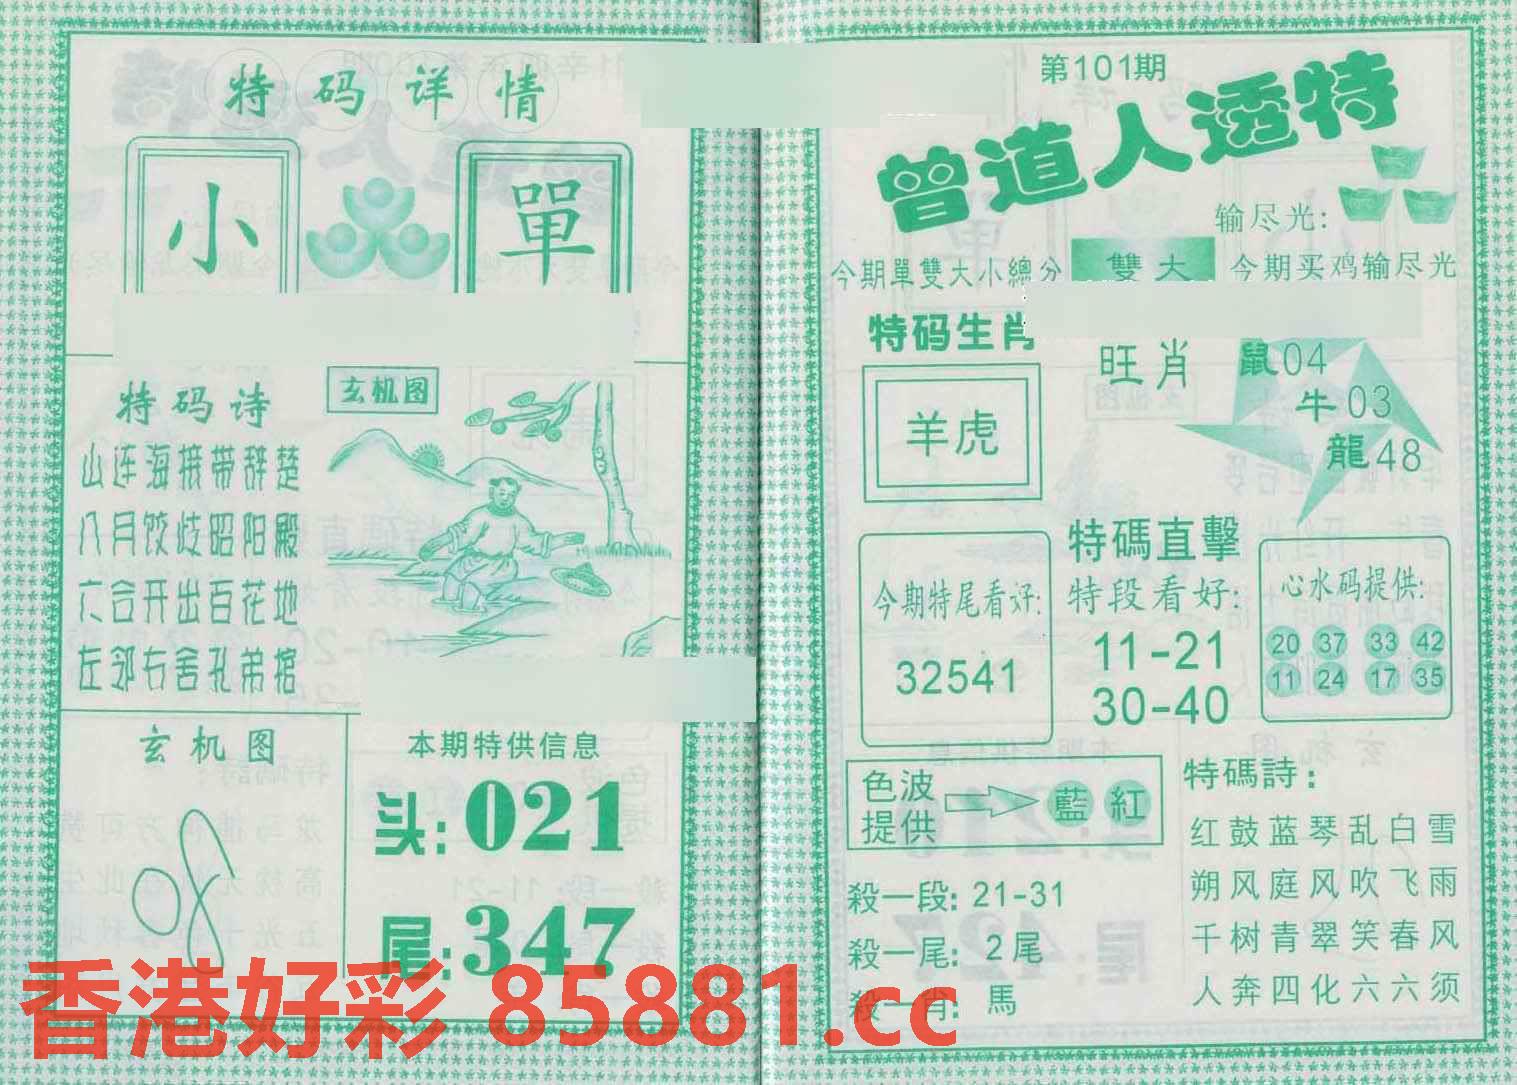 特码详情
小
單
特码诗
玄机图
山连海接带辞楚
八月饺歧昭阳殿
六合开出百花地
左邻右舍孔弟棺
玄机图
08
本期特供信息
头:021
尾:347
第101期
曾道人透特
输尽光:
今期單雙大小總分
雙大
今期买鸡输尽光
特码生肖
羊虎
旺肖
鼠04
牛03
龍48
今期特尾看好:
32541
特碼直擊
特段看好:
11-21
30-40
心水码提供:
20 37 33 42
11 24 17 35
色波
提供
藍 紅
殺一段: 21-31
殺一尾: 2尾
殺一肖: 馬
特碼詩:
红鼓蓝琴乱白雪
朔风庭风吹飞雨
千树青翠笑春风
人奔四化六六须
香港好彩 85881.cc